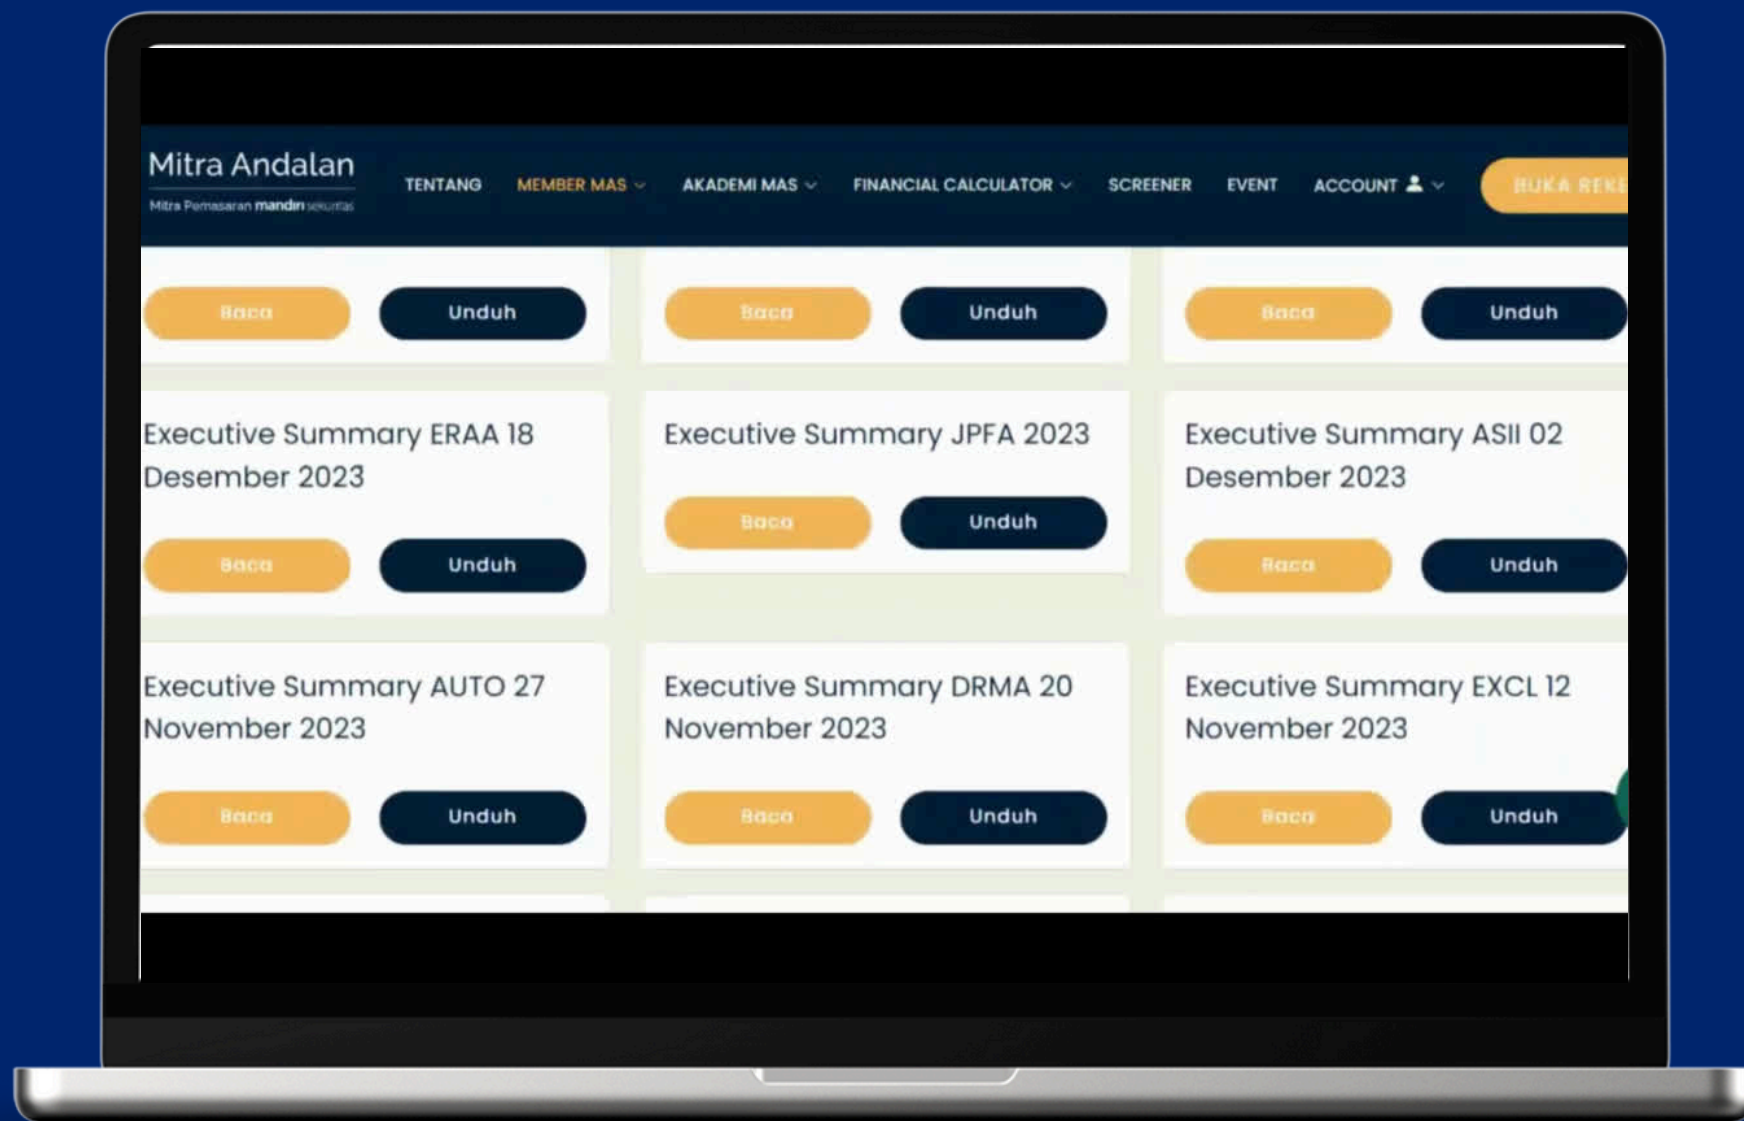 Mitra Andalan
Mitra Pemasaran mandiri sekuritas
TENTANG MEMBER MAS AKADEMI MAS FINANCIAL CALCULATOR SCREENER EVENT ACCOUNT BUKA REKE
Baca Unduh Baca Unduh Baca Unduh
Executive Summary ERAA 18
Desember 2023
Baca Unduh
Executive Summary JPFA 2023
Baca Unduh
Executive Summary ASII 02
Desember 2023
Baca Unduh
Executive Summary AUTO 27
November 2023
Baca Unduh
Executive Summary DRMA 20
November 2023
Baca Unduh
Executive Summary EXCL 12
November 2023
Baca Unduh